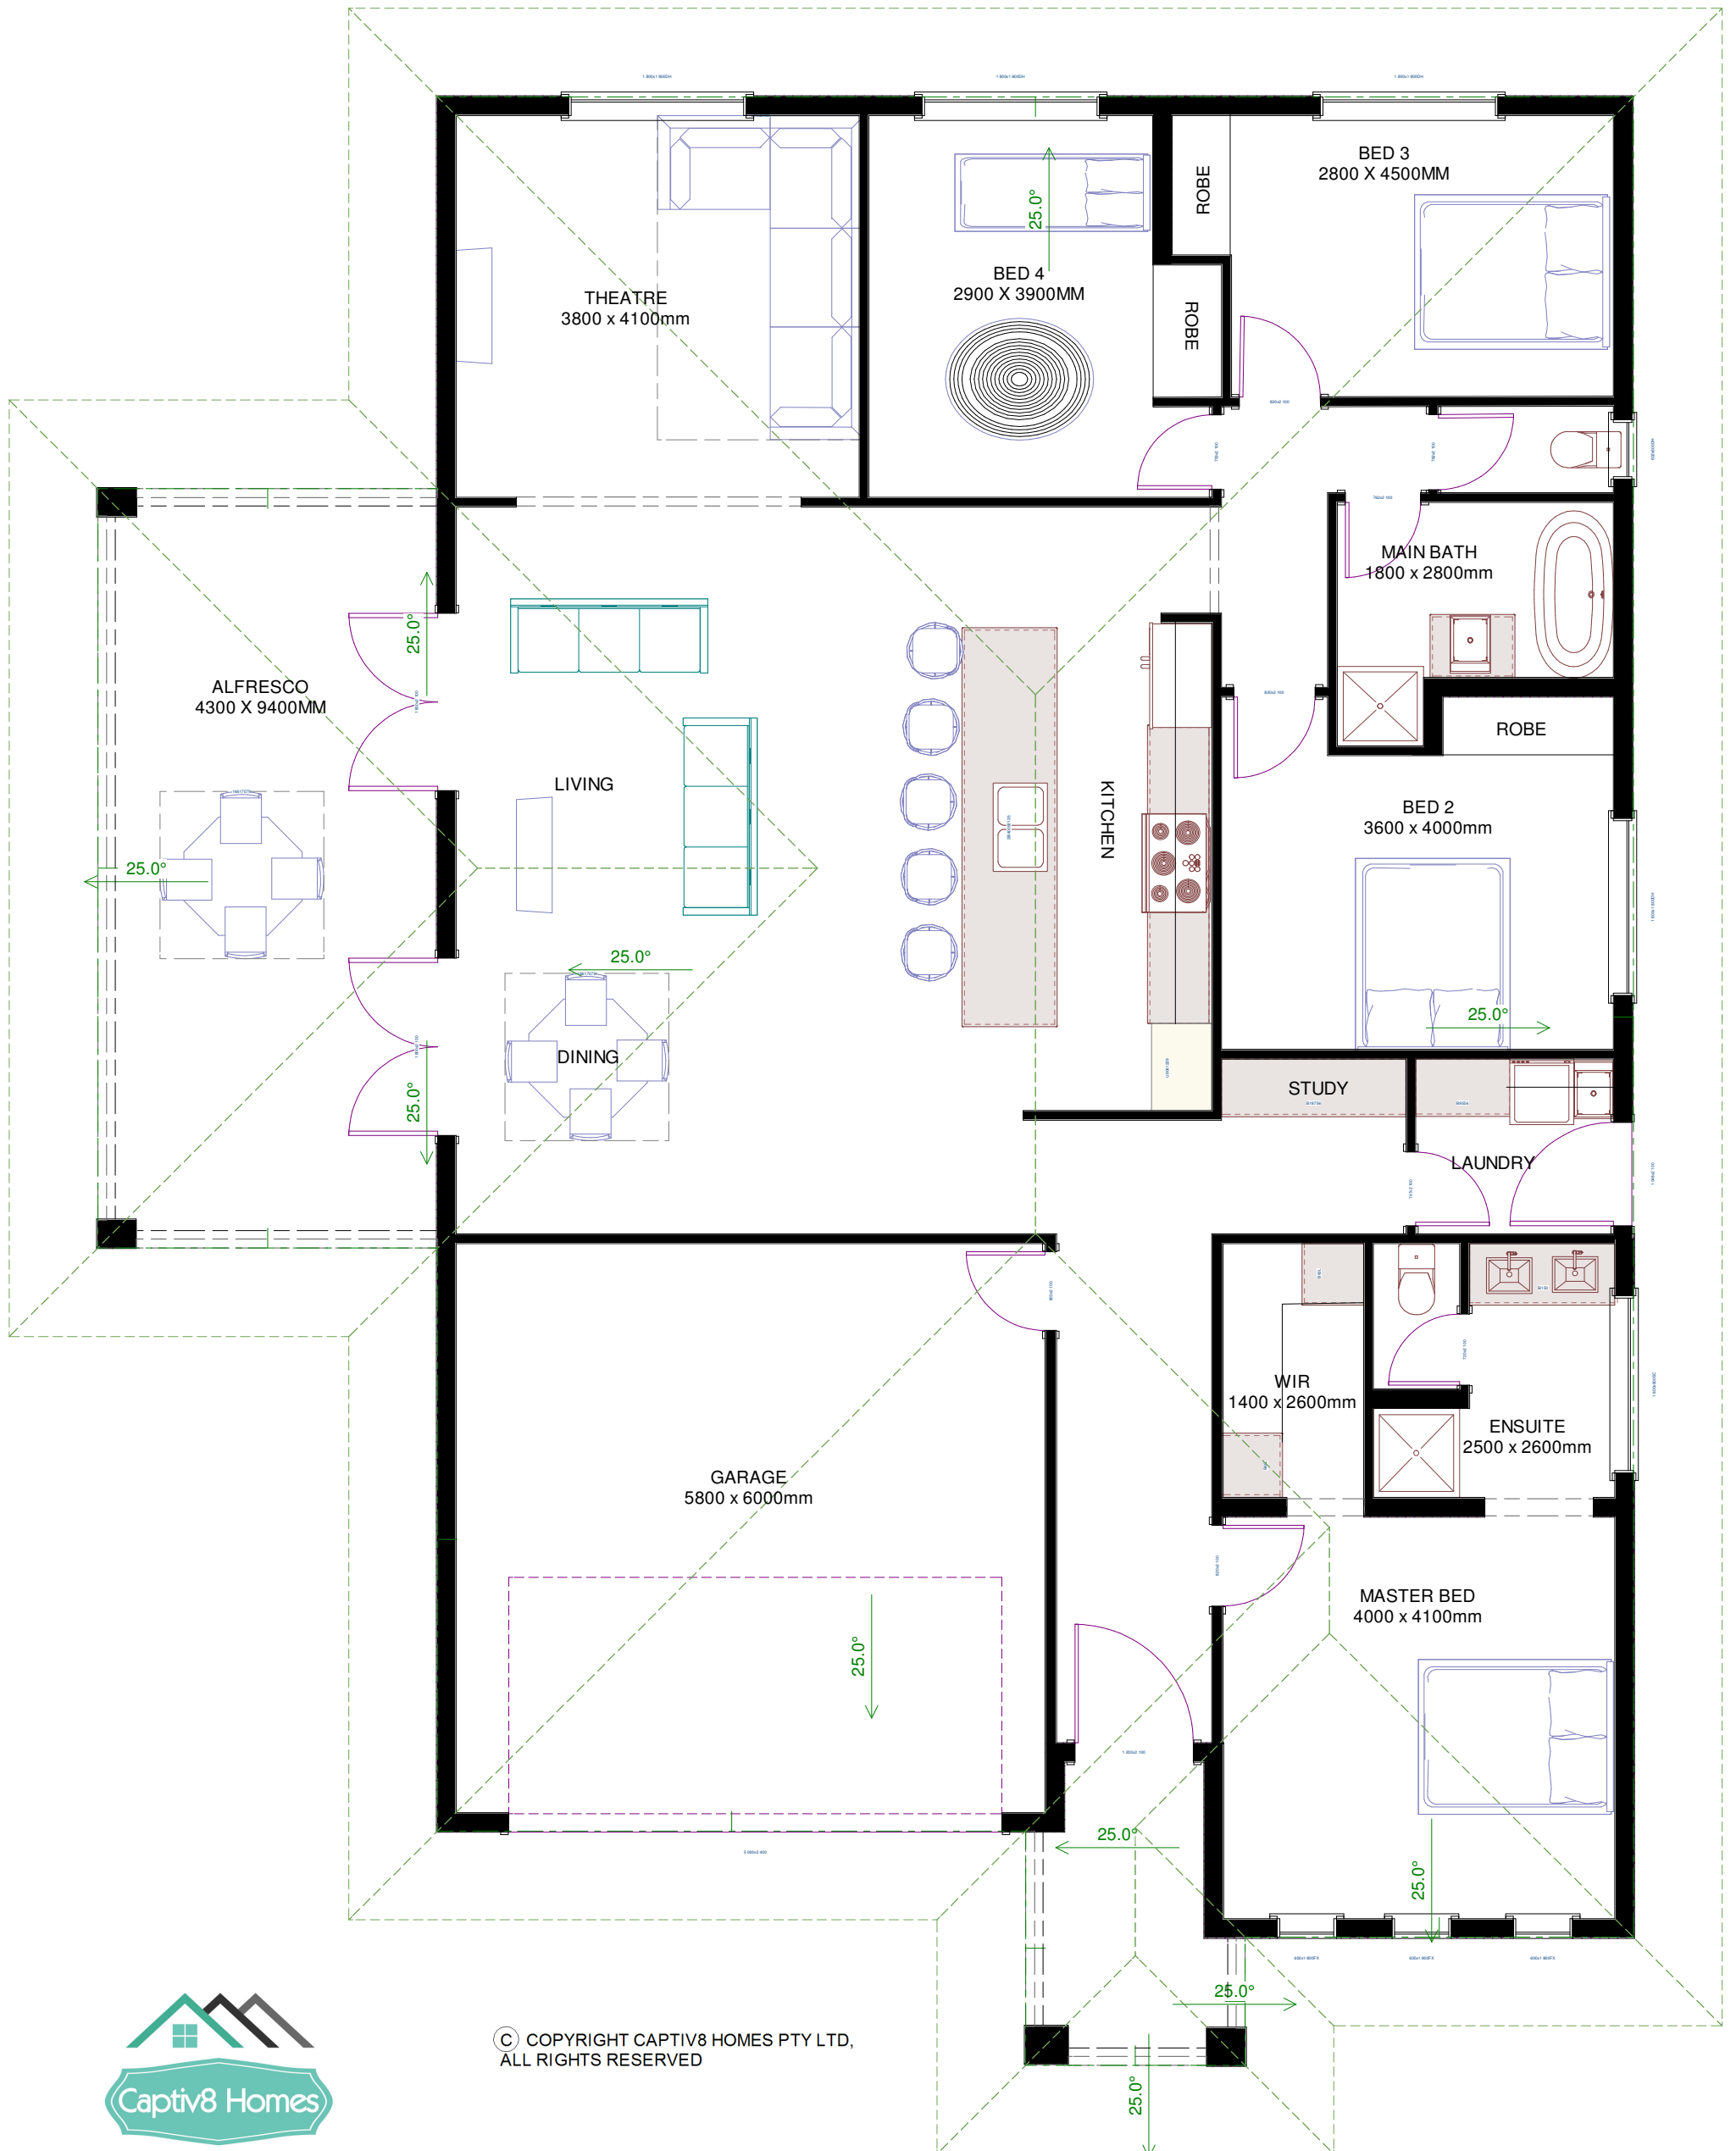 BED 3
2800 X 4500MM
ROBE
25.0°
BED 4
2900 X 3900MM
THEATRE
3800 x 4100mm
ROBE
MAIN BATH
1800 x 2800mm
25.0°
ALFRESCO
4300 X 9400MM
ROBE
LIVING
KITCHEN
BED 2
3600 x 4000mm
25.0°
25.0°
25.0°
DINING
STUDY
25.0°
LAUNDRY
WIR
1400 x 2600mm
ENSUITE
2500 x 2600mm
GARAGE
5800 x 6000mm
MASTER BED
4000 x 4100mm
25.0°
25.0°
25.0°
25.0°
C COPYRIGHT CAPTIV8 HOMES PTY LTD,
ALL RIGHTS RESERVED
25.0°
Captiv8 Homes